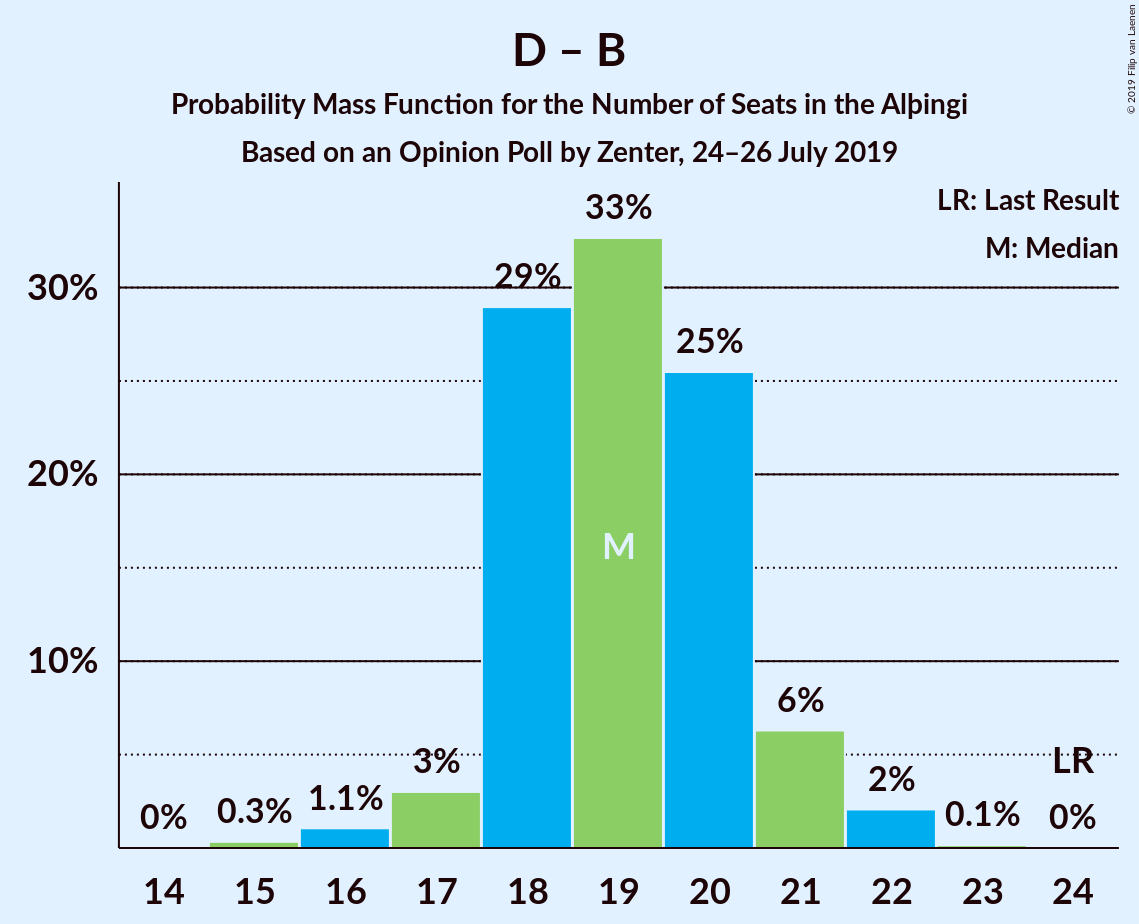 D – B
Probability Mass Function for the Number of Seats in the Alþingi
Based on an Opinion Poll by Zenter, 24–26 July 2019
© 2019 Filip van Laenen
LR: Last Result
M: Median
33%
29%
30%
25%
20%
M
10%
6%
3%
LR
2%
1.1%
0.3%
0%
0.1%
0%
14 15 16 17 18 19 20 21 22 23 24